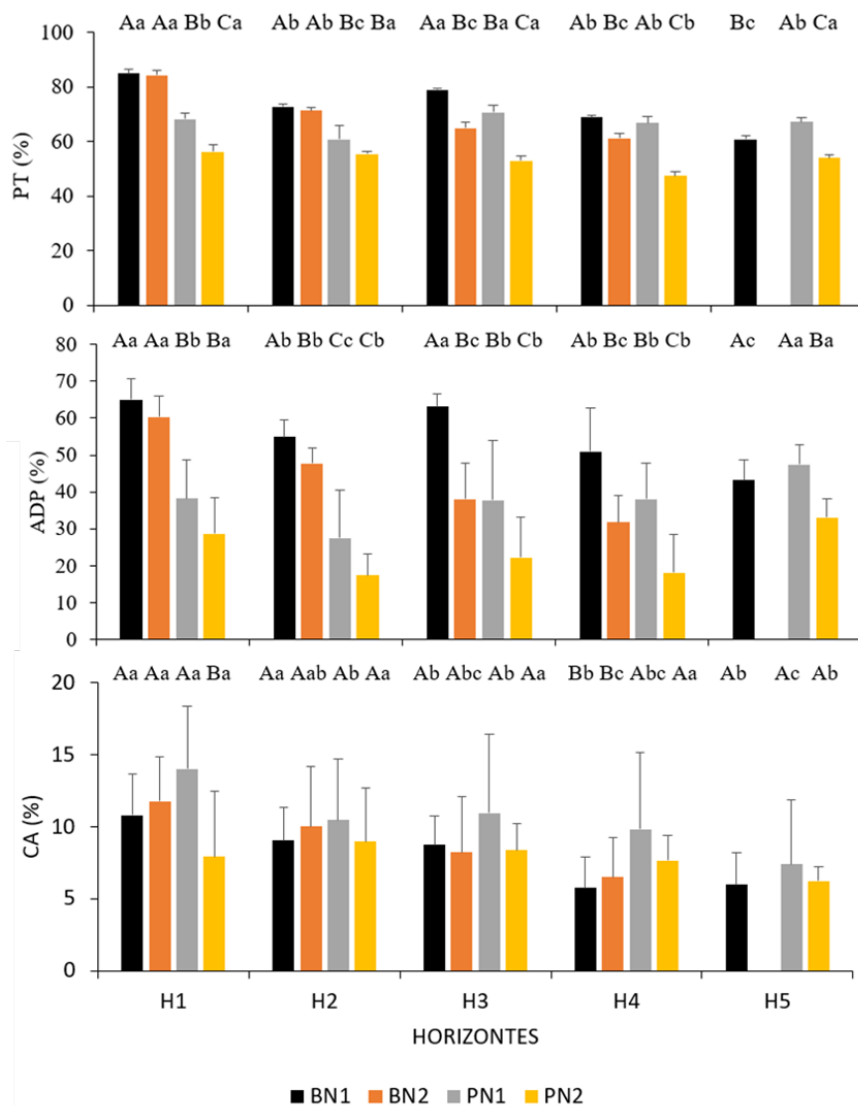 Aa Aa Bb Ca Ab Ab Bc Ba Aa Bc Ba Ca Ab Bc Ab Cb Bc Ab Ca
100
80
60
40
20
0
PT (%)
Aa Aa Bb Ba Ab Bb Cc Cb Aa Bc Bb Cb Ab Bc Bb Cb Ac Aa Ba
80
70
60
50
40
30
20
10
0
ADP (%)
Aa Aa Aa Ba Aa Aab Ab Aa Ab Abc Ab Aa Bb Bc Abc Aa Ab Ac Ab
20
15
10
5
0
CA (%)
H1 H2 H3 H4 H5
HORIZONTES
BN1 BN2 PN1 PN2